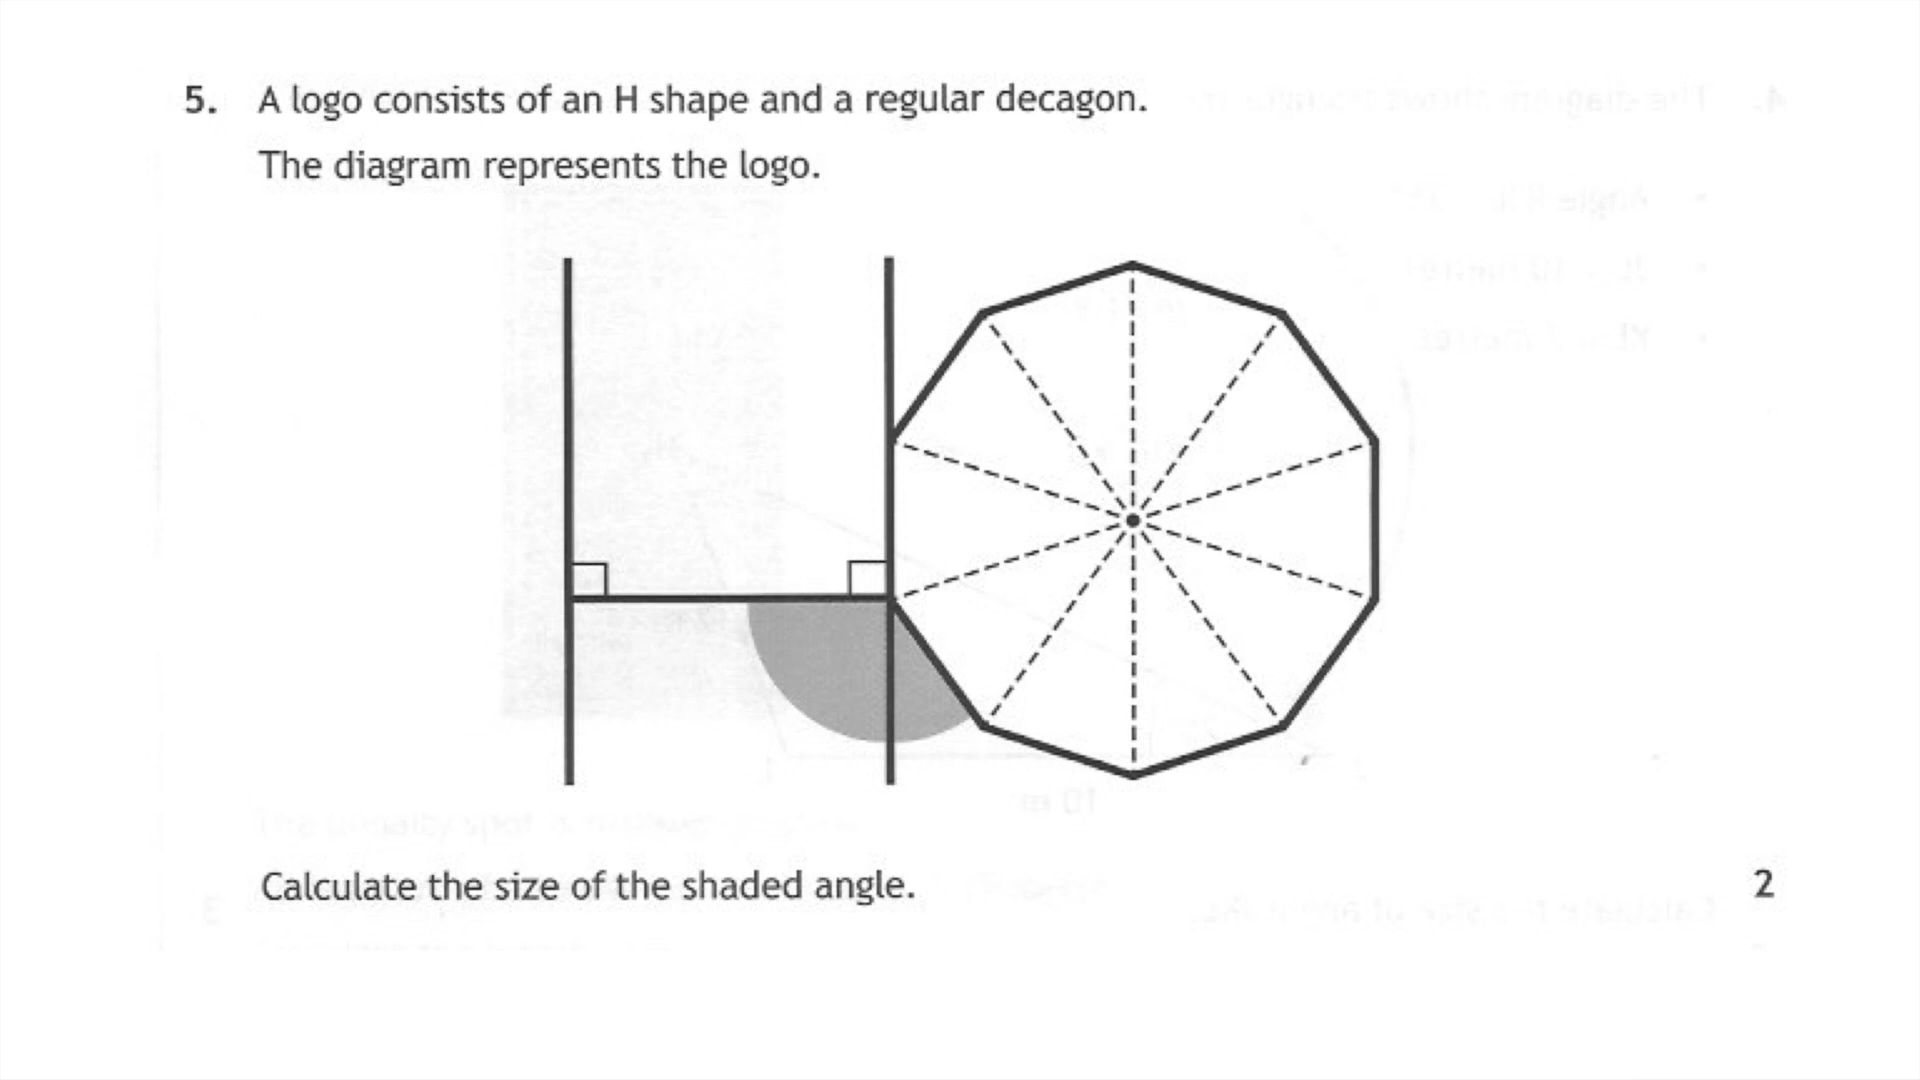 5. A logo consists of an H shape and a regular decagon.
The diagram represents the logo.
Calculate the size of the shaded angle.
2